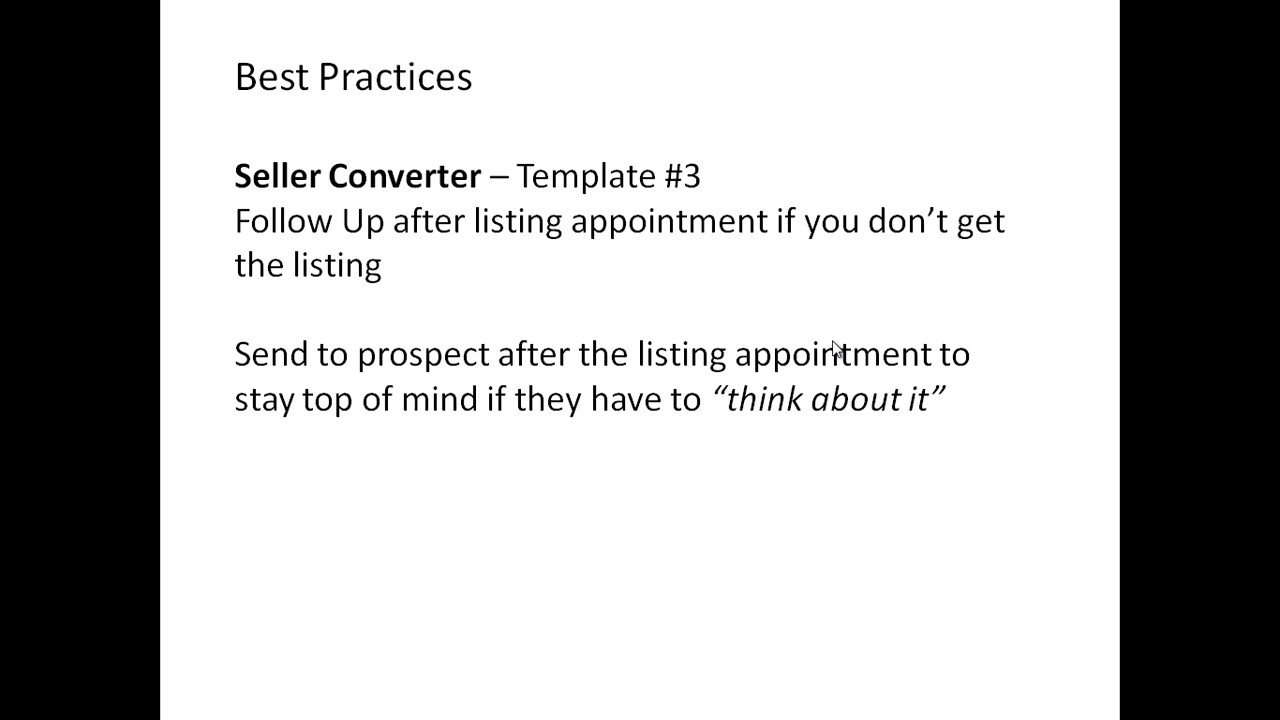 Best Practices
Seller Converter – Template #3
Follow Up after listing appointment if you don’t get
the listing
Send to prospect after the listing appointment to
stay top of mind if they have to “think about it”